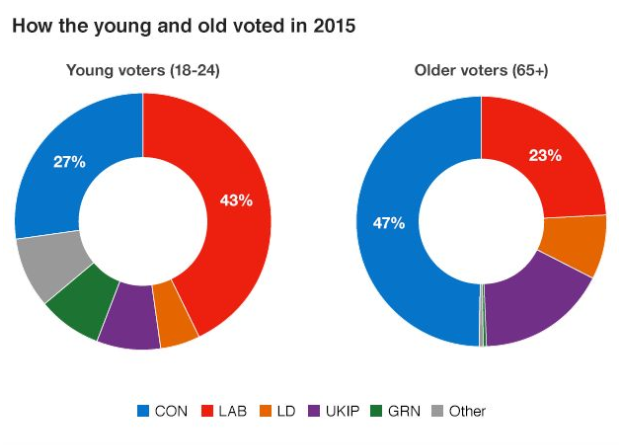 How the young and old voted in 2015
Young voters (18-24)
Older voters (65+)
27%
43%
47%
23%
CON LAB LD UKIP GRN Other